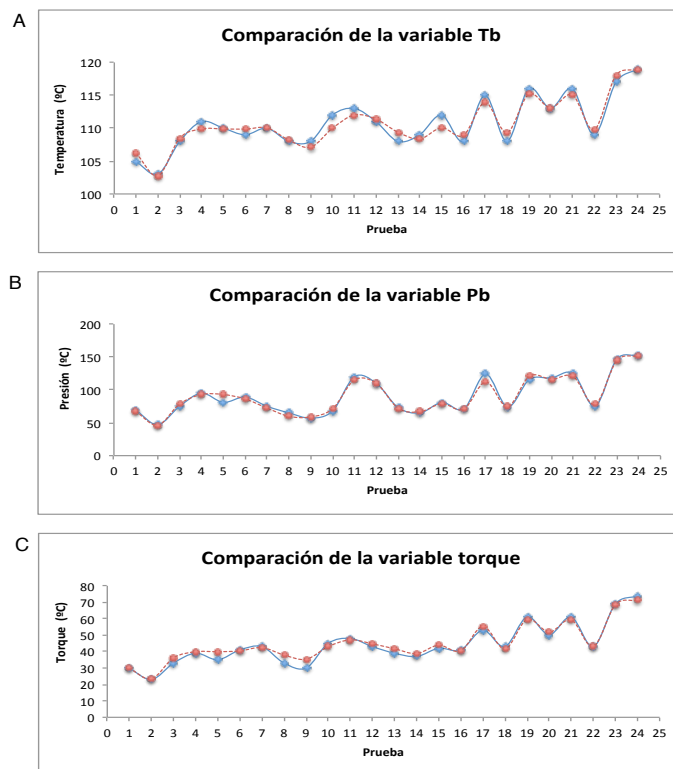 A
Comparación de la variable Tb
Temperatura (ºC)
120
115
110
105
100
0 1 2 3 4 5 6 7 8 9 10 11 12 13 14 15 16 17 18 19 20 21 22 23 24 25
Prueba
B
Comparación de la variable Pb
Presión (ºC)
200
150
100
50
0
0 1 2 3 4 5 6 7 8 9 10 11 12 13 14 15 16 17 18 19 20 21 22 23 24 25
Prueba
C
Comparación de la variable torque
Torque (ºC)
80
70
60
50
40
30
20
10
0
0 1 2 3 4 5 6 7 8 9 10 11 12 13 14 15 16 17 18 19 20 21 22 23 24 25
Prueba